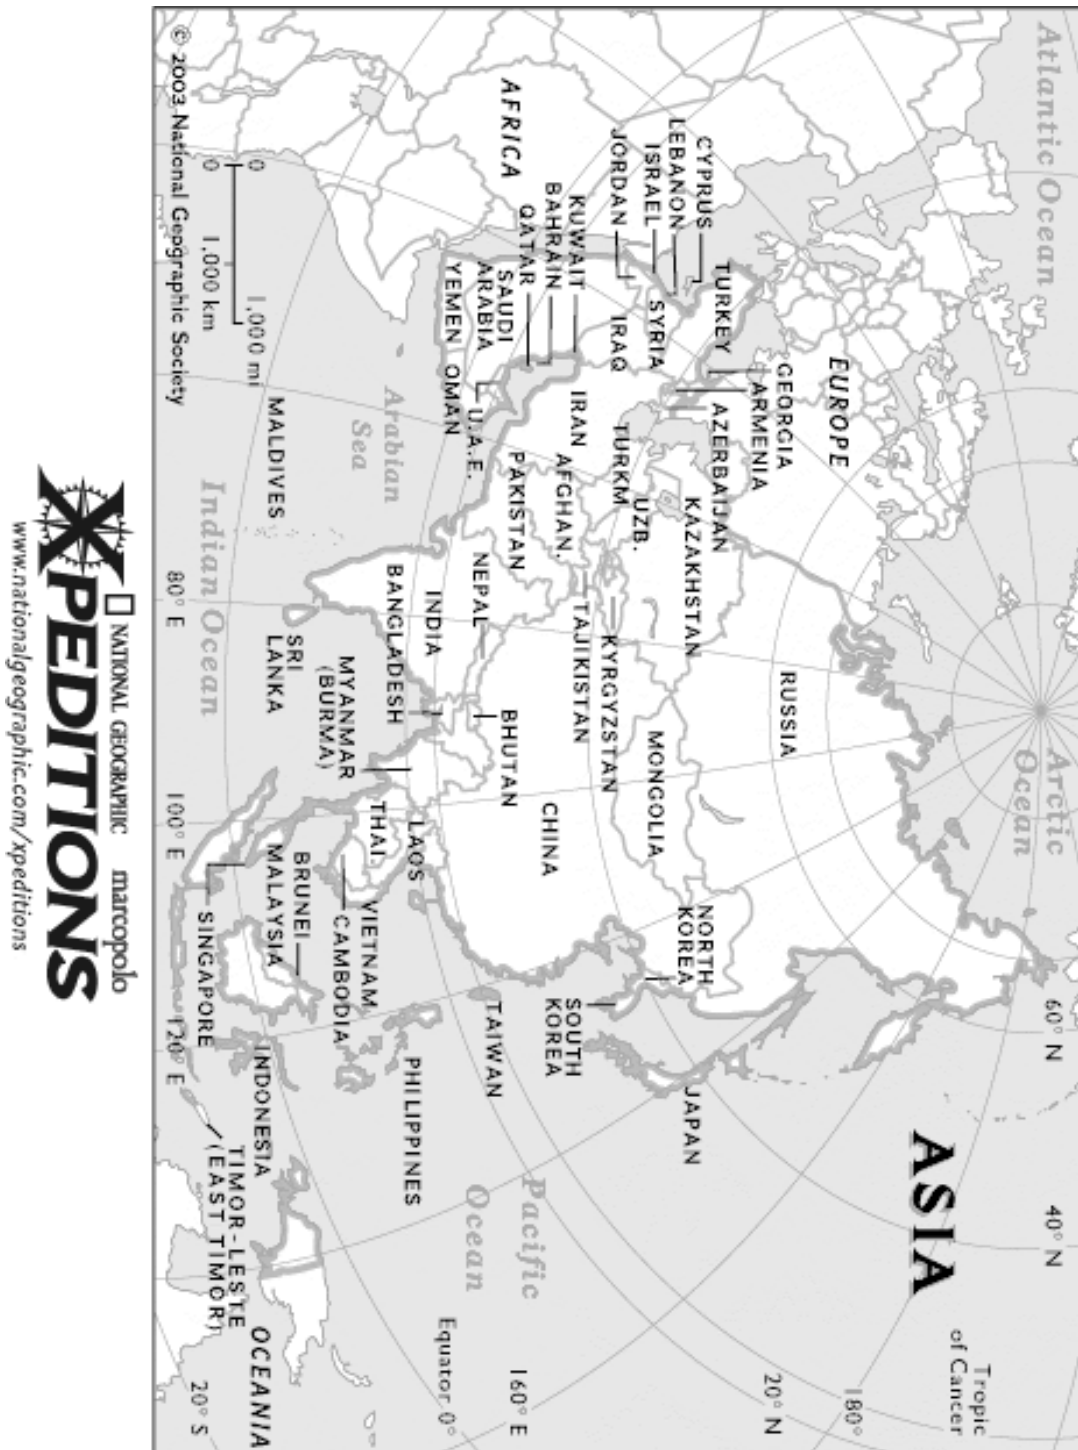 ASIA
Atlantic Ocean
Arctic
Ocean
60° N
40° N
Tropic
of Cancer
180°
20° N
160° E
Equator 0°
20° S
EUROPE
RUSSIA
GEORGIA
ARMENIA
AZERBAIJAN
KAZAKHSTAN
TURKEY
CYPRUS
LEBANON
ISRAEL
JORDAN
SYRIA
IRAQ
UZB.
TURKM
KYRGYZSTAN
TAJIKISTAN
MONGOLIA
NORTH
KOREA
SOUTH
KOREA
JAPAN
AFRICA
KUWAIT
BAHRAIN
QATAR
SAUDI
ARABIA
YEMEN
OMAN
U.A.E.
IRAN
AFGHAN.
PAKISTAN
NEPAL
BHUTAN
CHINA
INDIA
BANGLADESH
MYANMAR
(BURMA)
LAOS
THAI.
VIETNAM
CAMBODIA
TAIWAN
PHILIPPINES
Pacific
Ocean
Arabian
Sea
MALDIVES
SRI
LANKA
BRUNEI
MALAYSIA
SINGAPORE
INDONESIA
TIMOR-LESTE
(EAST TIMOR)
OCEANIA
Indian Ocean
80° E
100° E
120° E
0 1,000 mi
0 1,000 km
© 2003 National Geographic Society
NATIONAL GEOGRAPHIC marcopolo
XPEDITIONS
www.nationalgeographic.com/xpeditions